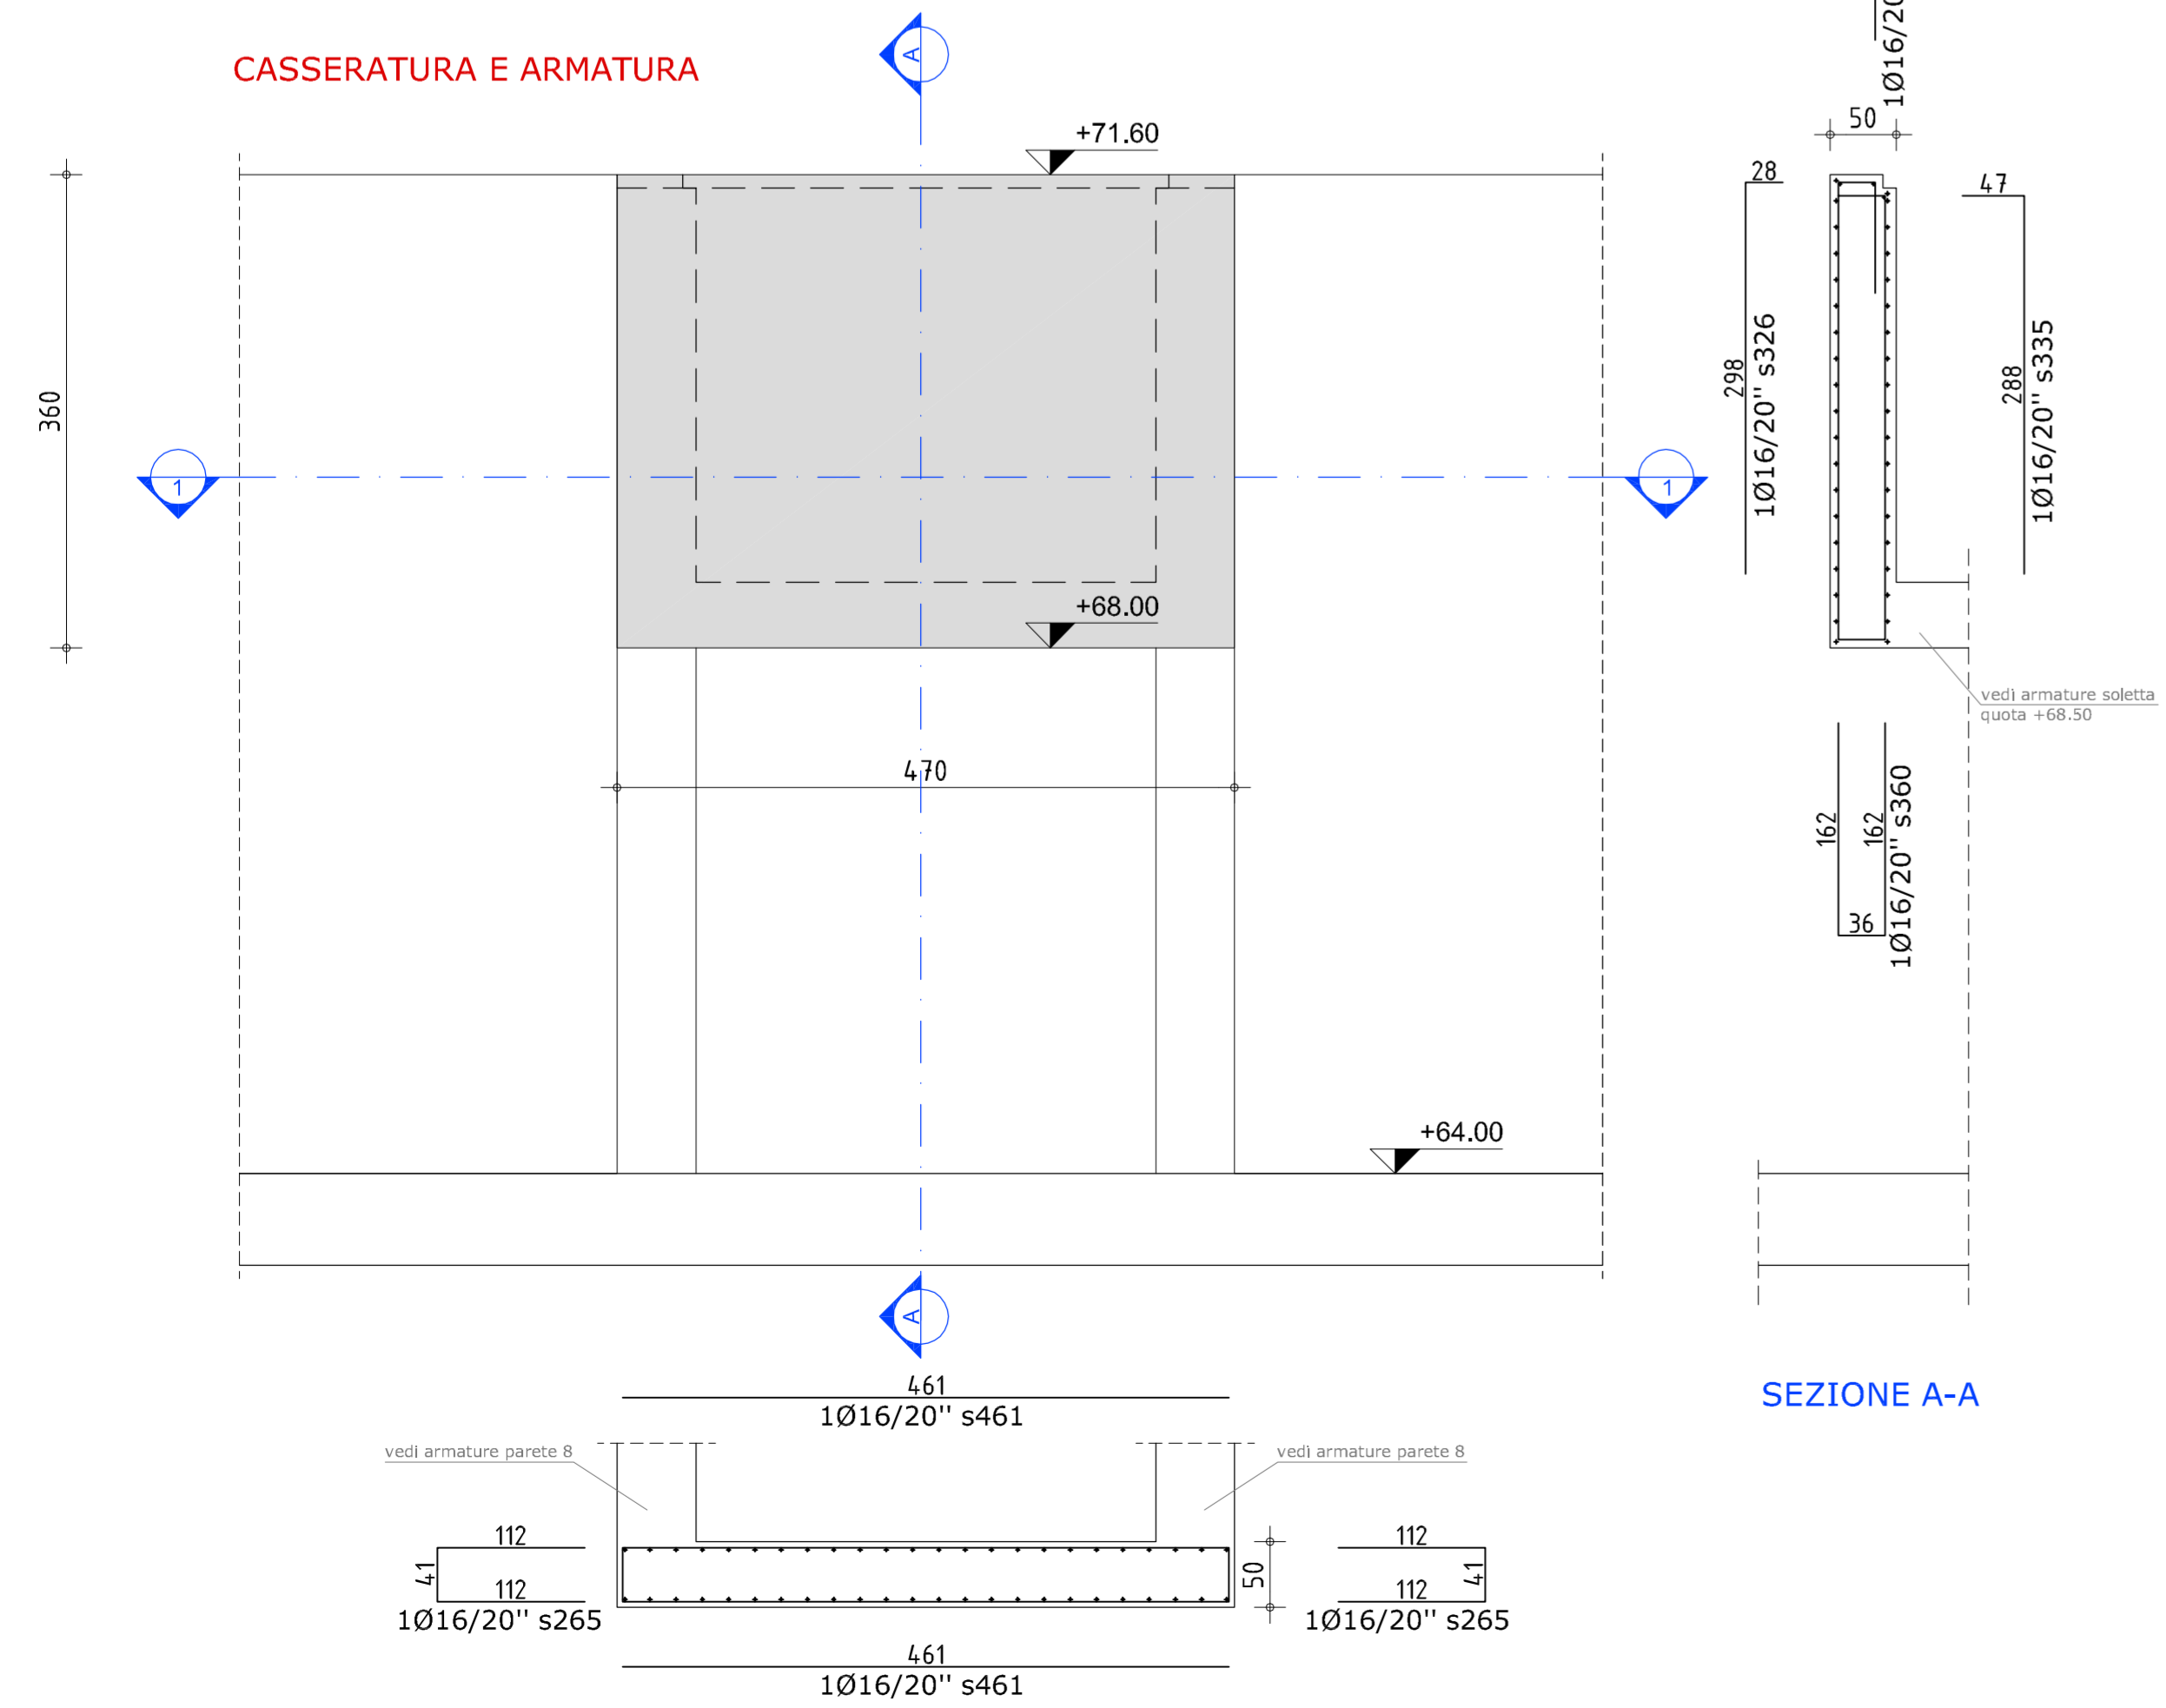 1Ø16/20
CASSERATURA E ARMATURA
A
+71.60
50
28
47
360
298
1Ø16/20'' s326
288
1Ø16/20'' s335
1
1
+68.00
vedi armature soletta
quota +68.50
470
162
162
1Ø16/20'' s360
36
+64.00
A
461
1Ø16/20'' s461
SEZIONE A-A
vedi armature parete 8
vedi armature parete 8
112
41
112
1Ø16/20'' s265
50
112
41
112
1Ø16/20'' s265
461
1Ø16/20'' s461